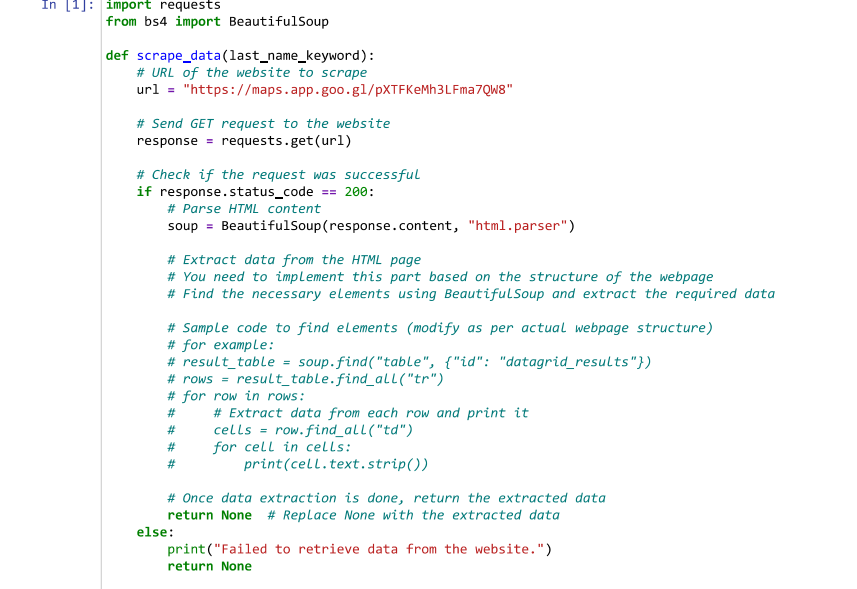 In [1]: import requests
from bs4 import BeautifulSoup

def scrape_data(last_name_keyword):
    # URL of the website to scrape
    url = "https://maps.app.goo.gl/pXTFKeMh3LFma7QW8"

    # Send GET request to the website
    response = requests.get(url)

    # Check if the request was successful
    if response.status_code == 200:
        # Parse HTML content
        soup = BeautifulSoup(response.content, "html.parser")

        # Extract data from the HTML page
        # You need to implement this part based on the structure of the webpage
        # Find the necessary elements using BeautifulSoup and extract the required data

        # Sample code to find elements (modify as per actual webpage structure)
        # for example:
        # result_table = soup.find("table", {"id": "datagrid_results"})
        # rows = result_table.find_all("tr")
        # for row in rows:
        #     # Extract data from each row and print it
        #     cells = row.find_all("td")
        #     for cell in cells:
        #         print(cell.text.strip())

        # Once data extraction is done, return the extracted data
        return None  # Replace None with the extracted data
    else:
        print("Failed to retrieve data from the website.")
        return None